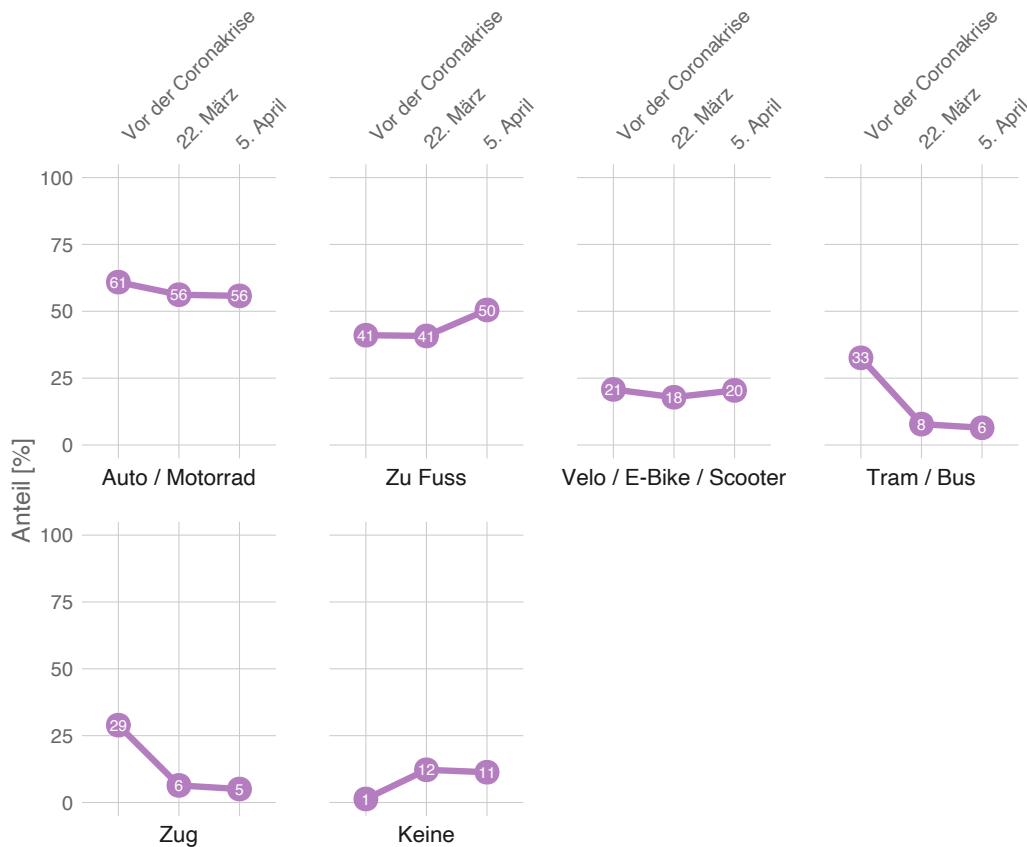 Vor der Coronakrise
22. März
5. April
Vor der Coronakrise
22. März
5. April
Vor der Coronakrise
22. März
5. April
Vor der Coronakrise
22. März
5. April
Anteil [%]
100
75
50
25
0
61
56
56
41
41
50
21
18
20
33
8
6
Auto / Motorrad
Zu Fuss
Velo / E-Bike / Scooter
Tram / Bus
100
75
50
25
0
29
6
5
1
12
11
Zug
Keine